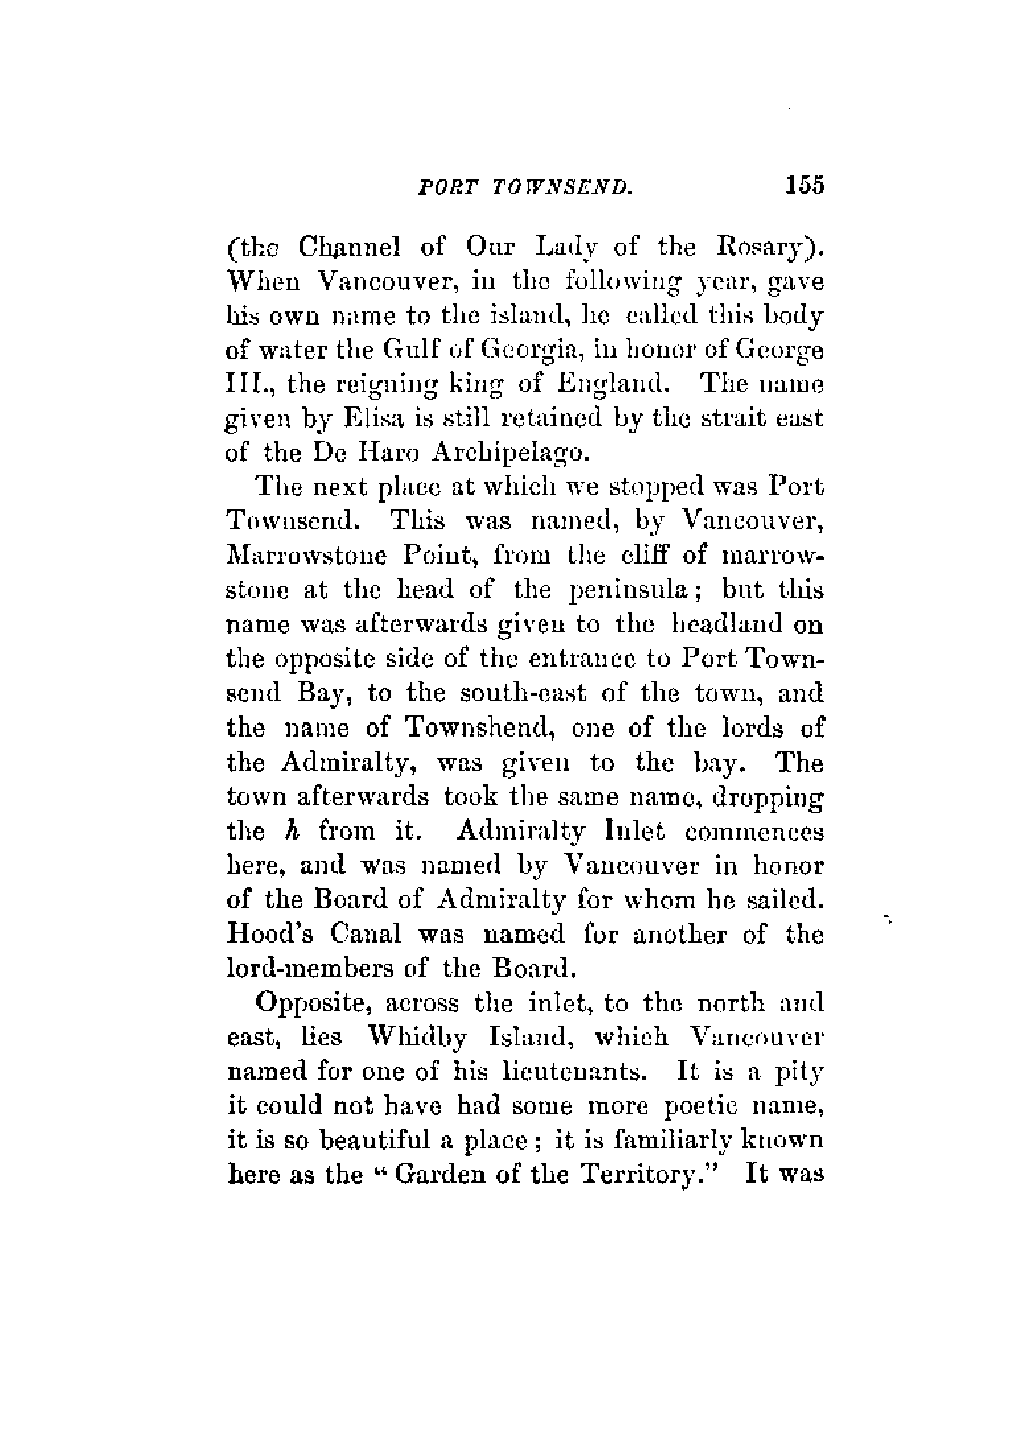 PORT TOWNSEND. 155
(the Channel of Our Lady of the Rosary).
When Vancouver, in the following year, gave
his own name to the island, he called this body
of water the Gulf of Georgia, in honor of George
III., the reigning king of England. The name
given by Elisa is still retained by the strait east
of the De Haro Archipelago.
The next place at which we stopped was Port
Townsend. This was named, by Vancouver,
Marrowstone Point, from the cliff of marrow-
stone at the head of the peninsula; but this
name was afterwards given to the headland on
the opposite side of the entrance to Port Town-
send Bay, to the south-east of the town, and
the name of Townshend, one of the lords of
the Admiralty, was given to the bay. The
town afterwards took the same name, dropping
the h from it. Admiralty Inlet commences
here, and was named by Vancouver in honor
of the Board of Admiralty for whom he sailed.
Hood's Canal was named for another of the
lord-members of the Board.
Opposite, across the inlet, to the north and
east, lies Whidby Island, which Vancouver
named for one of his lieutenants. It is a pity
it could not have had some more poetic name,
it is so beautiful a place; it is familiarly known
here as the "Garden of the Territory." It was